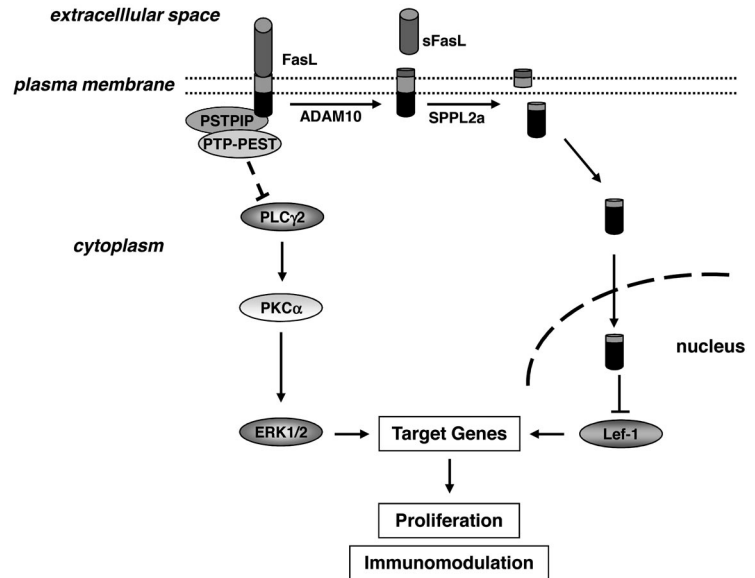 extracelllular space
sFasL
FasL
plasma membrane
PSTPIP
ADAM10
SPPL2a
PTP-PEST
PLCγ2
cytoplasm
PKCα
nucleus
ERK1/2
Target Genes
Lef-1
Proliferation
Immunomodulation